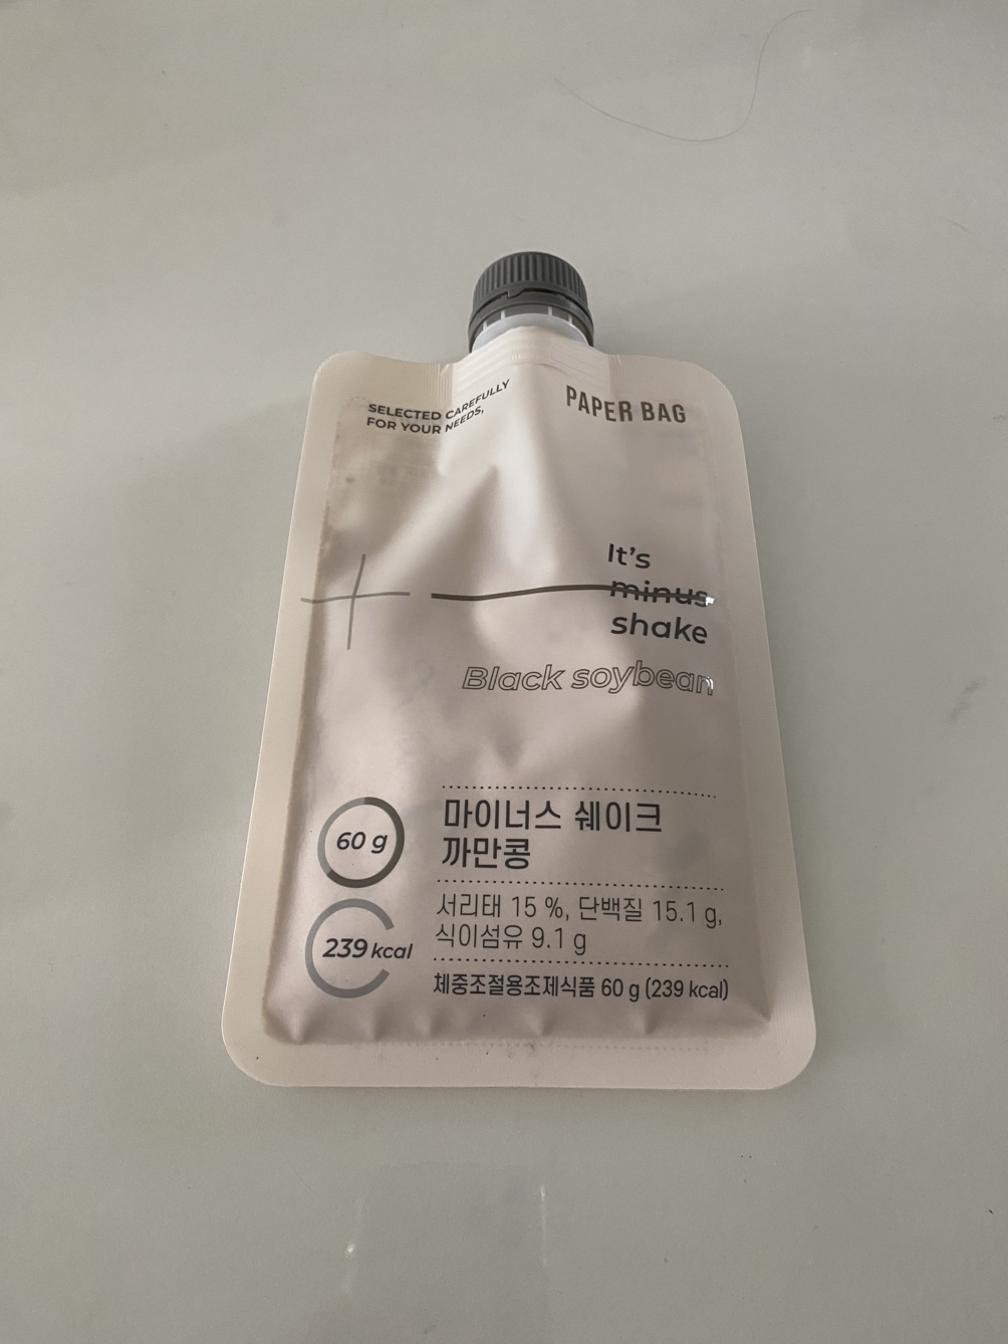 SELECTED CAREFULLY
FOR YOUR NEEDS,
PAPER BAG
It's
minus
shake
Black soybean
60 g
마이너스 쉐이크
까만콩
239 kcal
서리태 15 %, 단백질 15.1 g,
식이섬유 9.1 g
체중조절용조제식품 60 g (239 kcal)